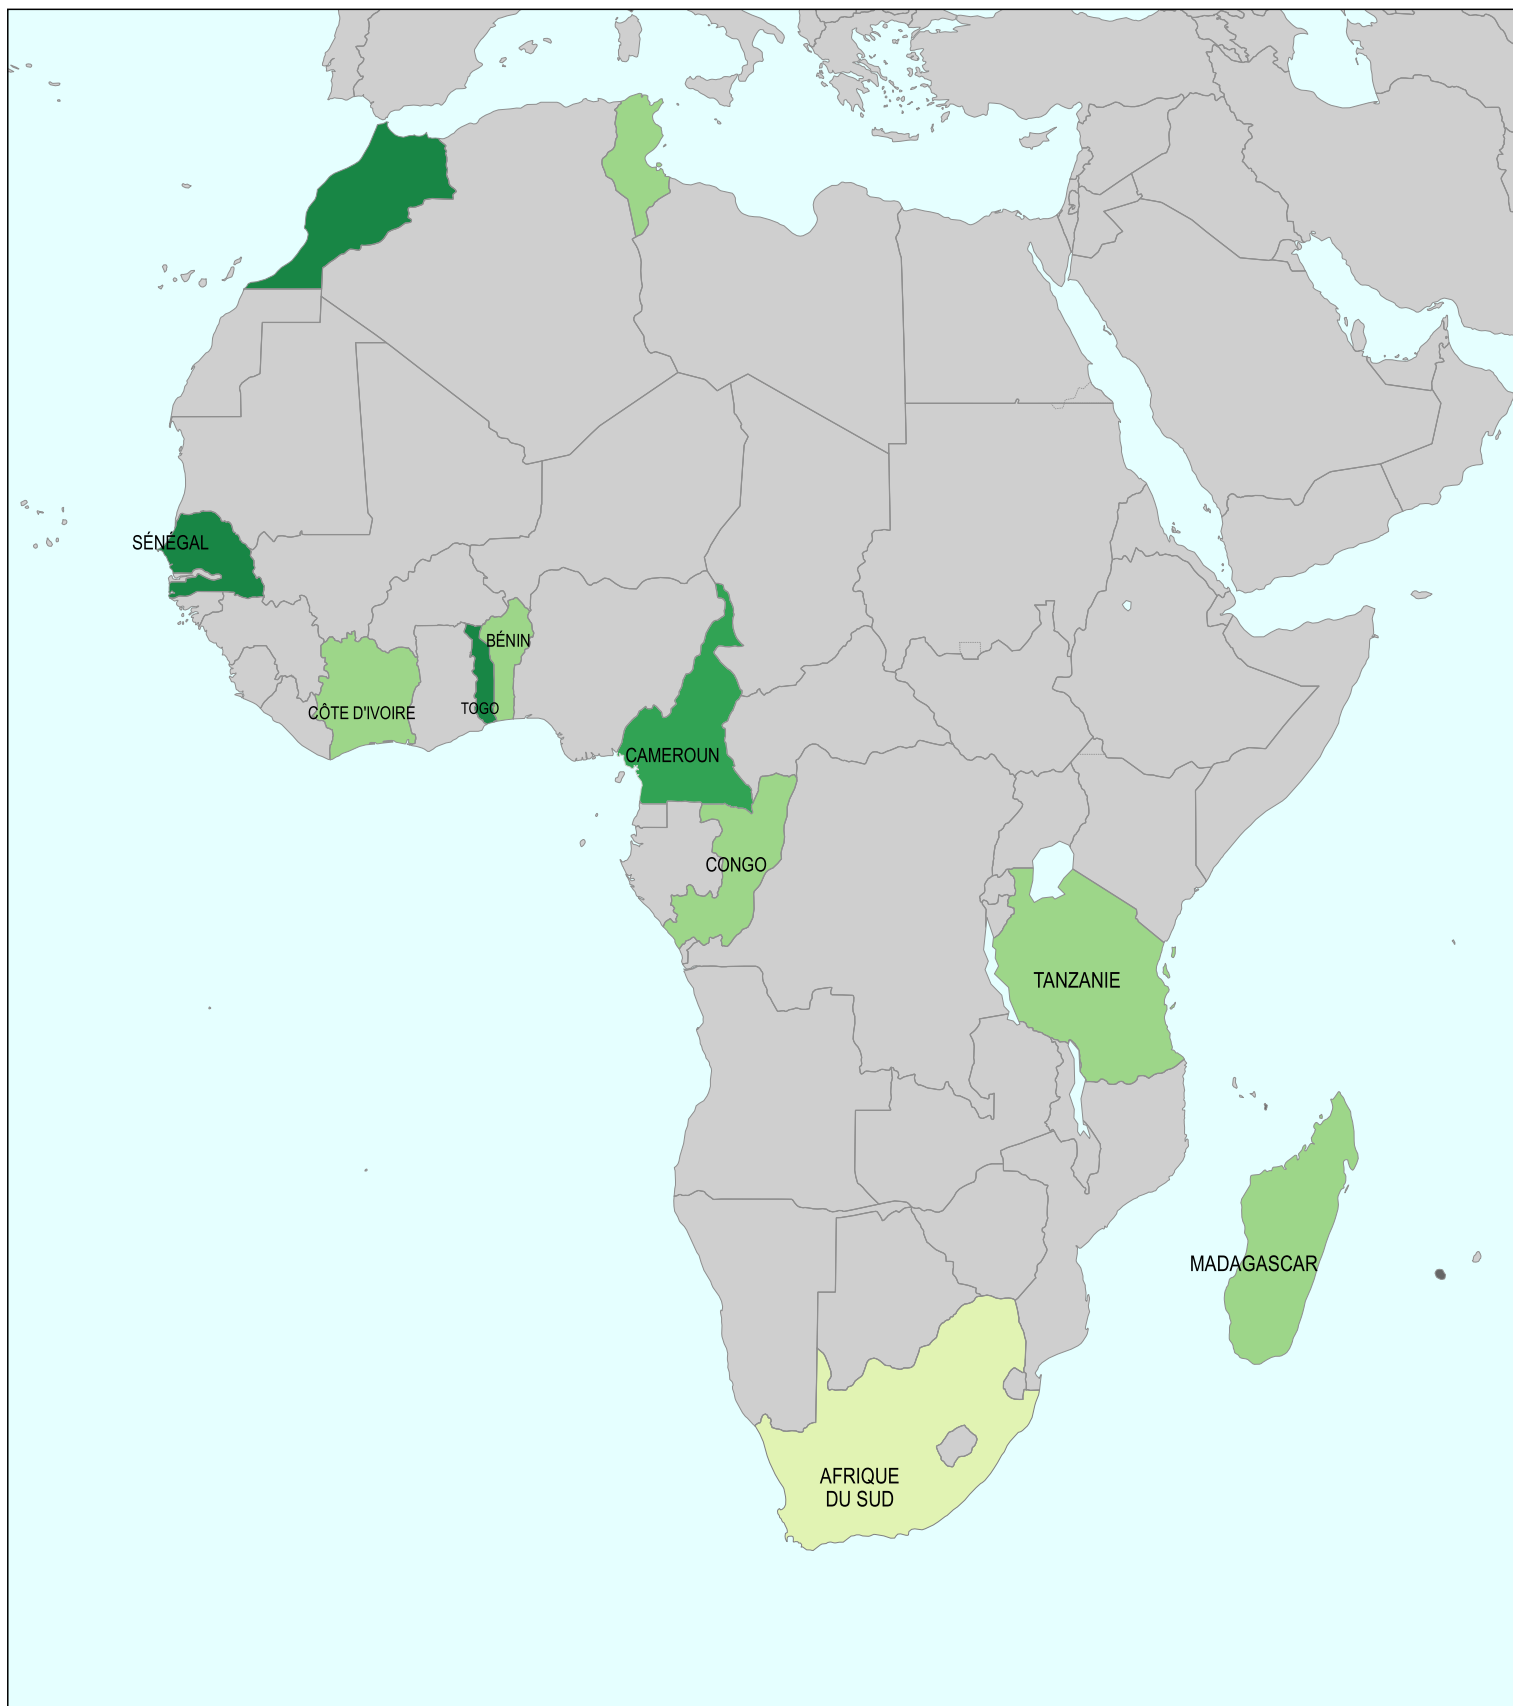 SÉNÉGAL
BÉNIN
TOGO
CÔTE D'IVOIRE
CAMEROUN
CONGO
TANZANIE
MADAGASCAR
AFRIQUE
DU SUD